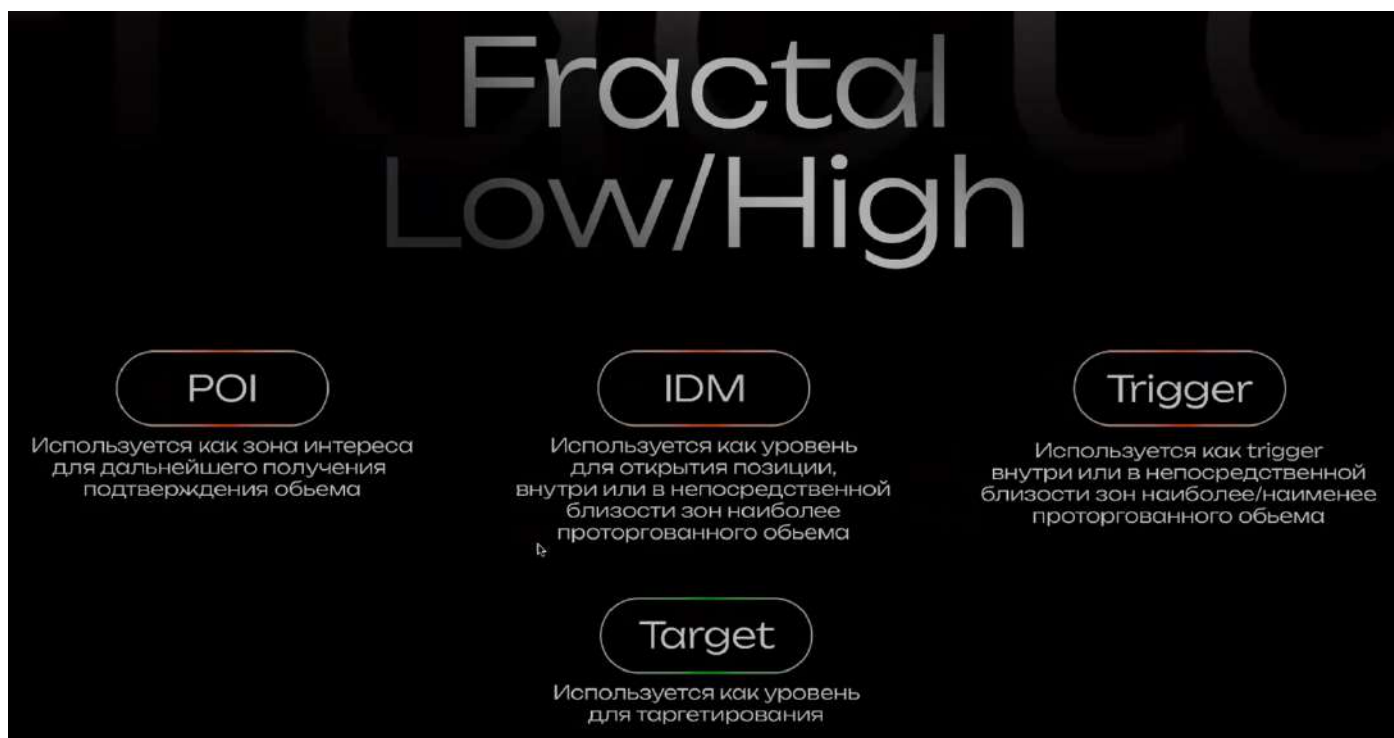 Fractal
Low/High
POI
Используется как зона интереса
для дальнейшего получения
подтверждения обьема
IDM
Используется как уровень
для открытия позиции,
внутри или в непосредственной
близости зон наиболее
проторгованного обьема
Trigger
Используется как trigger
внутри или в непосредственной
близости зон наиболее/наименее
проторгованного обьема
Target
Используется как уровень
для таргетирования